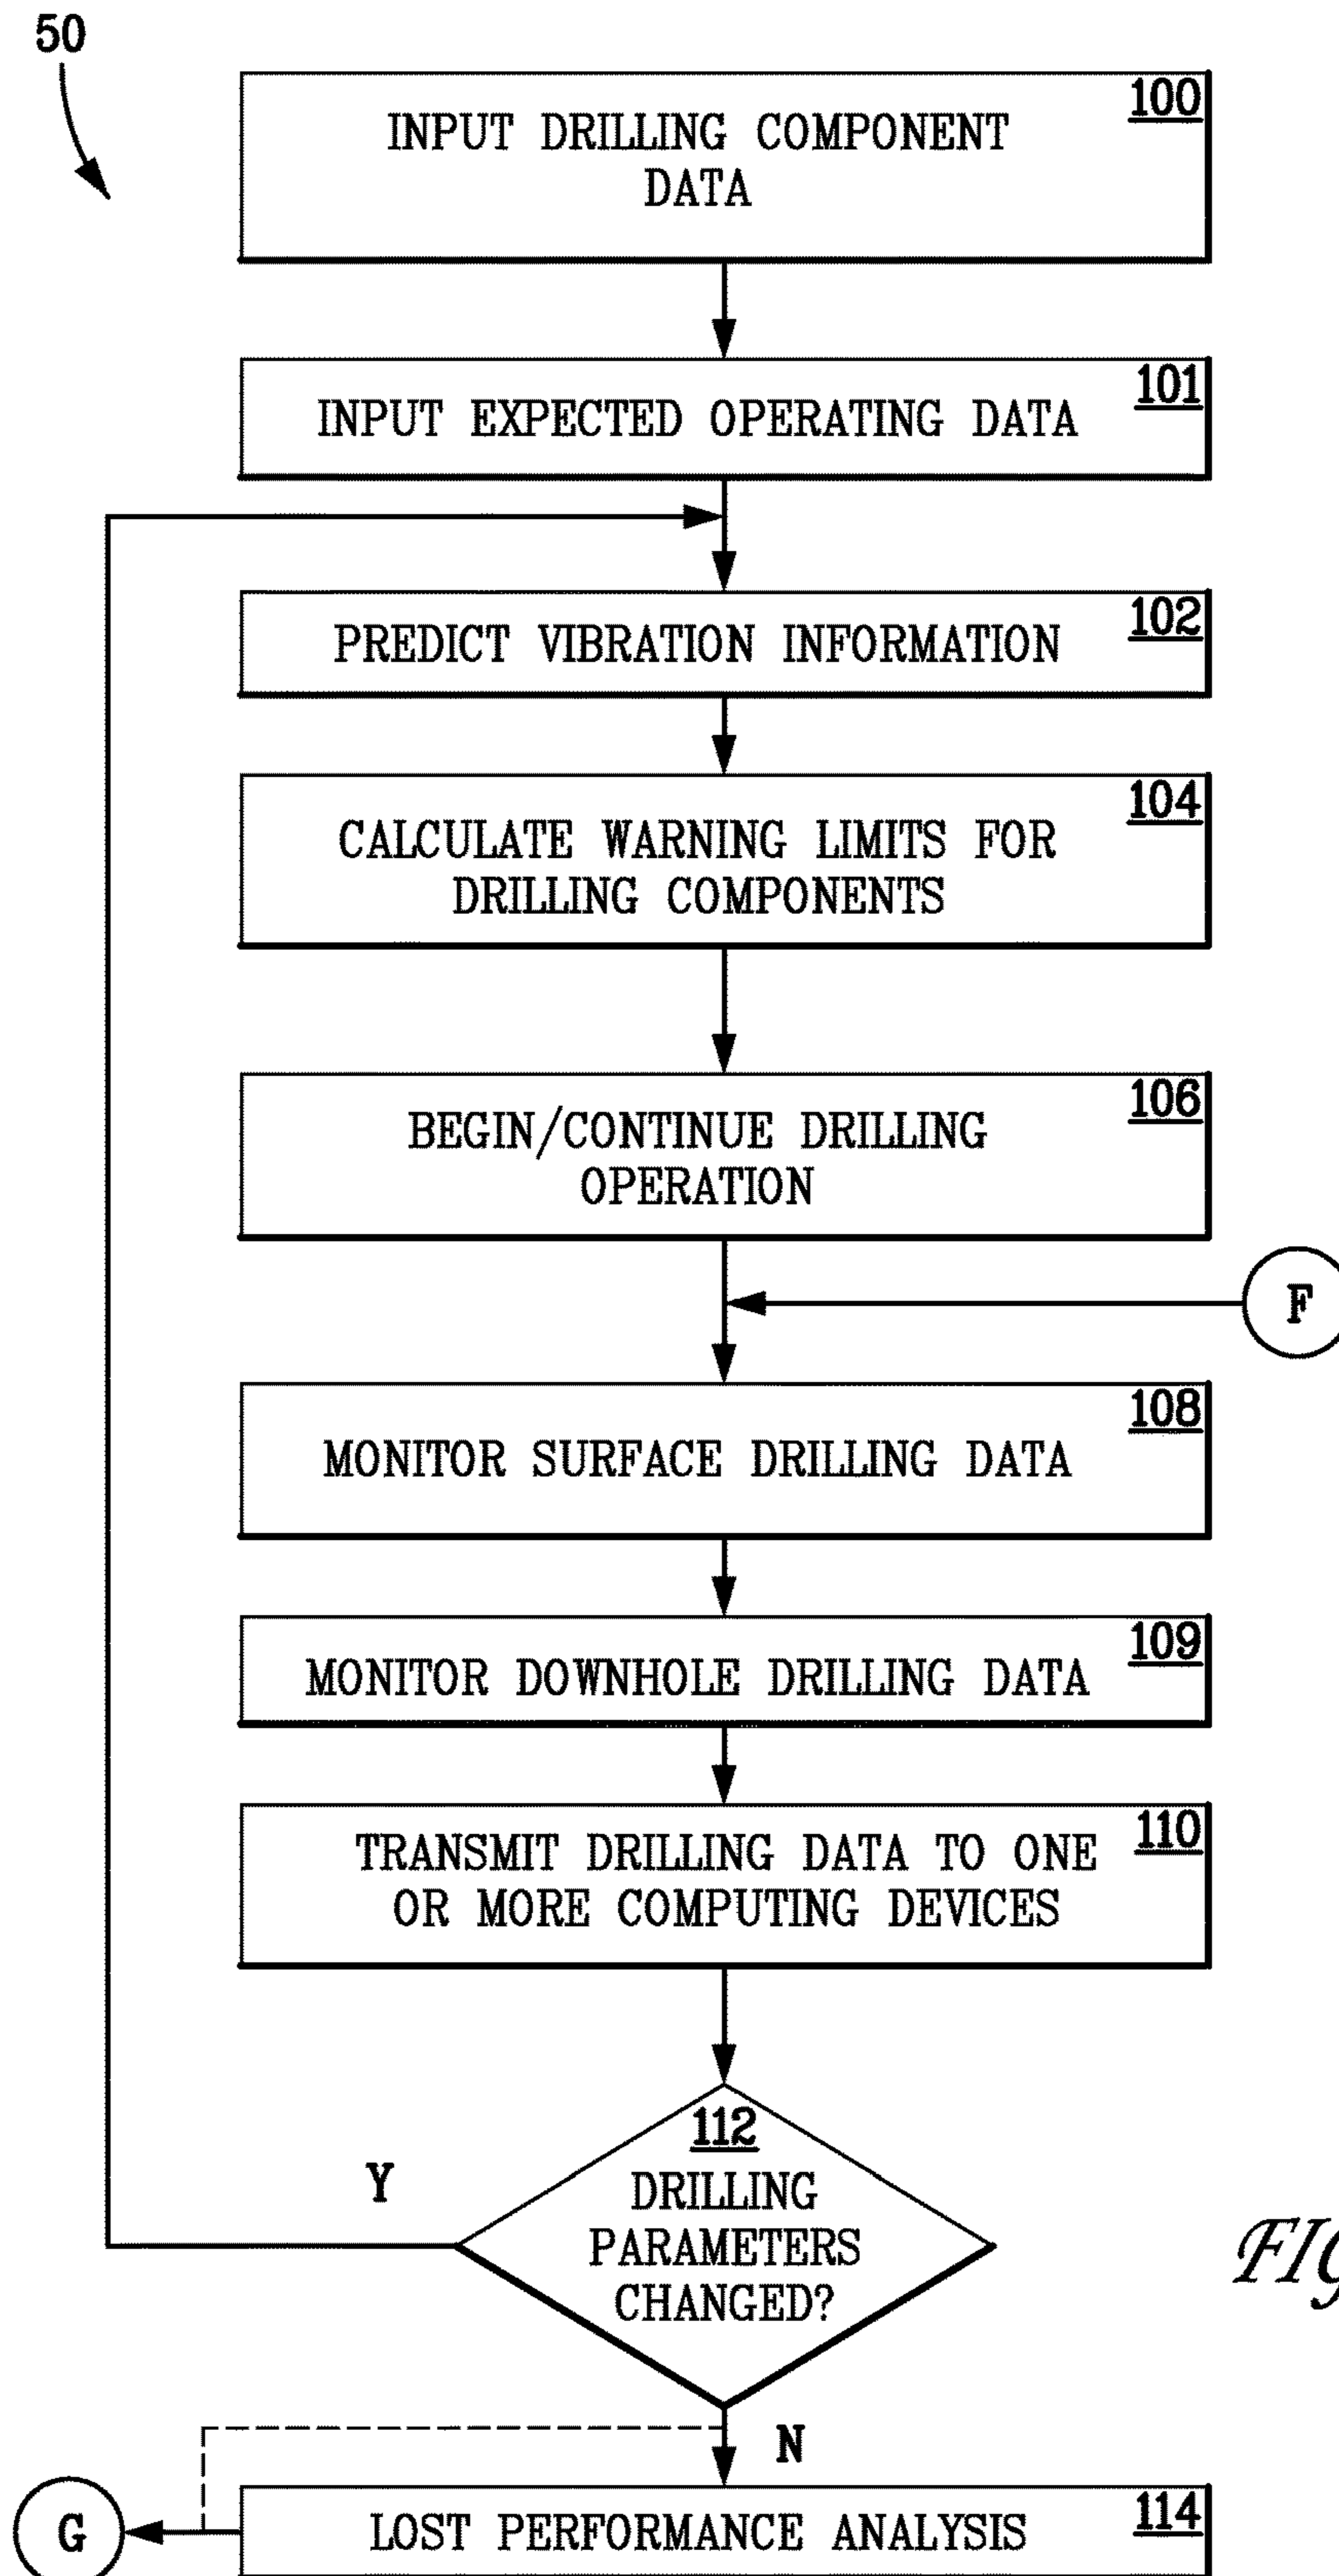 50
100
INPUT DRILLING COMPONENT
DATA
101
INPUT EXPECTED OPERATING DATA
102
PREDICT VIBRATION INFORMATION
104
CALCULATE WARNING LIMITS FOR
DRILLING COMPONENTS
106
BEGIN/CONTINUE DRILLING
OPERATION
F
108
MONITOR SURFACE DRILLING DATA
109
MONITOR DOWNHOLE DRILLING DATA
110
TRANSMIT DRILLING DATA TO ONE
OR MORE COMPUTING DEVICES
112
DRILLING
PARAMETERS
CHANGED?
Y
N
G
114
LOST PERFORMANCE ANALYSIS